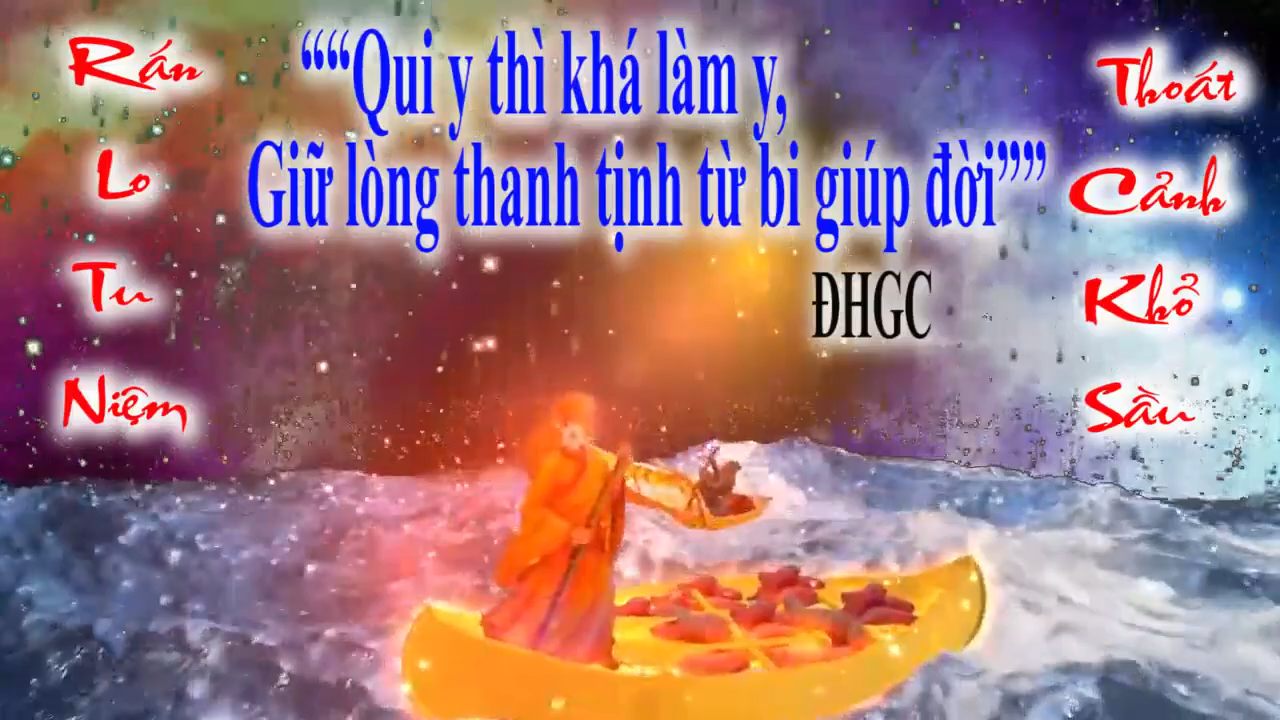 Rấn
Lo
Tu
Niệm
““Qui y thì khá làm y,
Giữ lòng thanh tịnh từ bi giúp đời””
ĐHGC
Thoát
Cảnh
Khổ
Sầu